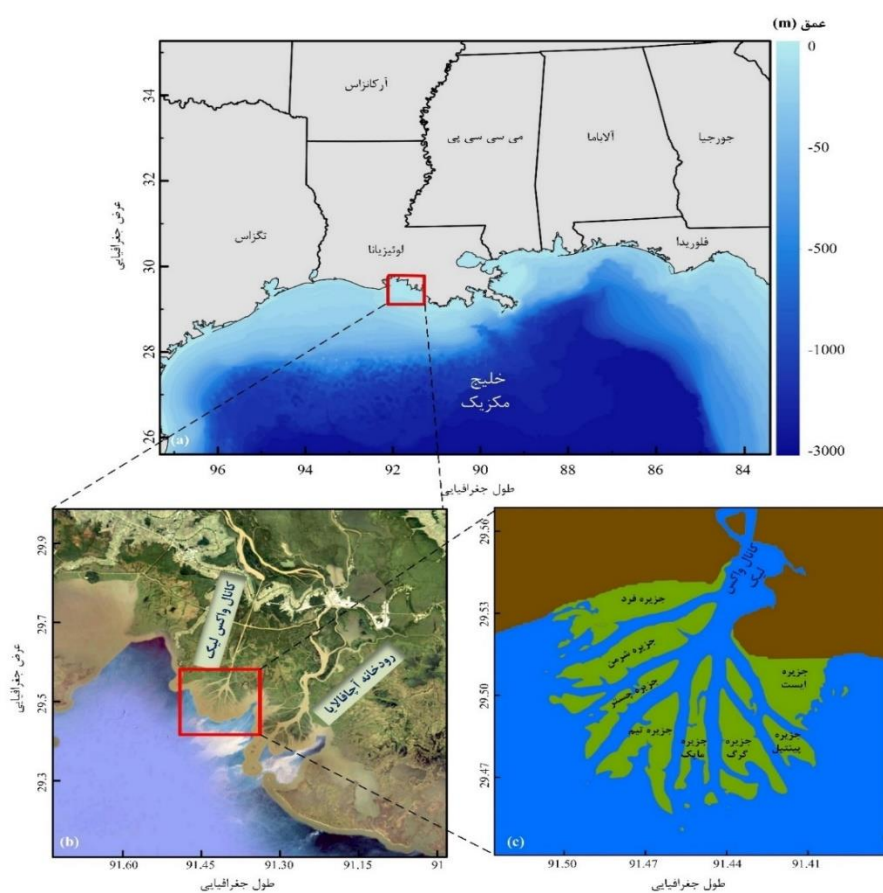 عمق (m)
0
-50
-500
-1000
-3000
34
32
30
28
26
عرض جغرافیایی
آرکانزاس
می سی سی پی
آلاباما
جورجیا
تگزاس
لوئیزیانا
فلوریدا
خلیج
مکزیک
(a)
96
94
92
90
88
86
84
طول جغرافیایی
29.9
29.7
29.5
29.3
عرض جغرافیایی
کانال واکس لیک
رودخانه آچافالایا
(b)
91.60
91.45
91.30
91.15
91
طول جغرافیایی
29.56
29.53
29.50
29.47
کانال واکس
لیک
جزیره فرد
جزیره شرمن
جزیره چستر
جزیره تیم
جزیره
مایک
جزیره
گرگ
جزیره
پینتیل
جزیره
ایست
(c)
91.50
91.47
91.44
91.41
طول جغرافیایی